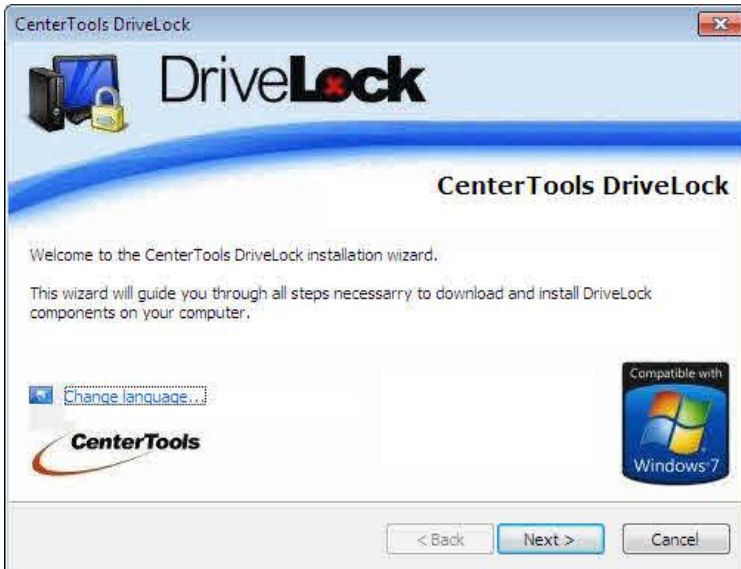 CenterTools DriveLock
DriveLock
CenterTools DriveLock
Welcome to the CenterTools DriveLock installation wizard.
This wizard will guide you through all steps necessarry to download and install DriveLock
components on your computer.
Change language...
CenterTools
Compatible with
Windows 7
< Back
Next >
Cancel